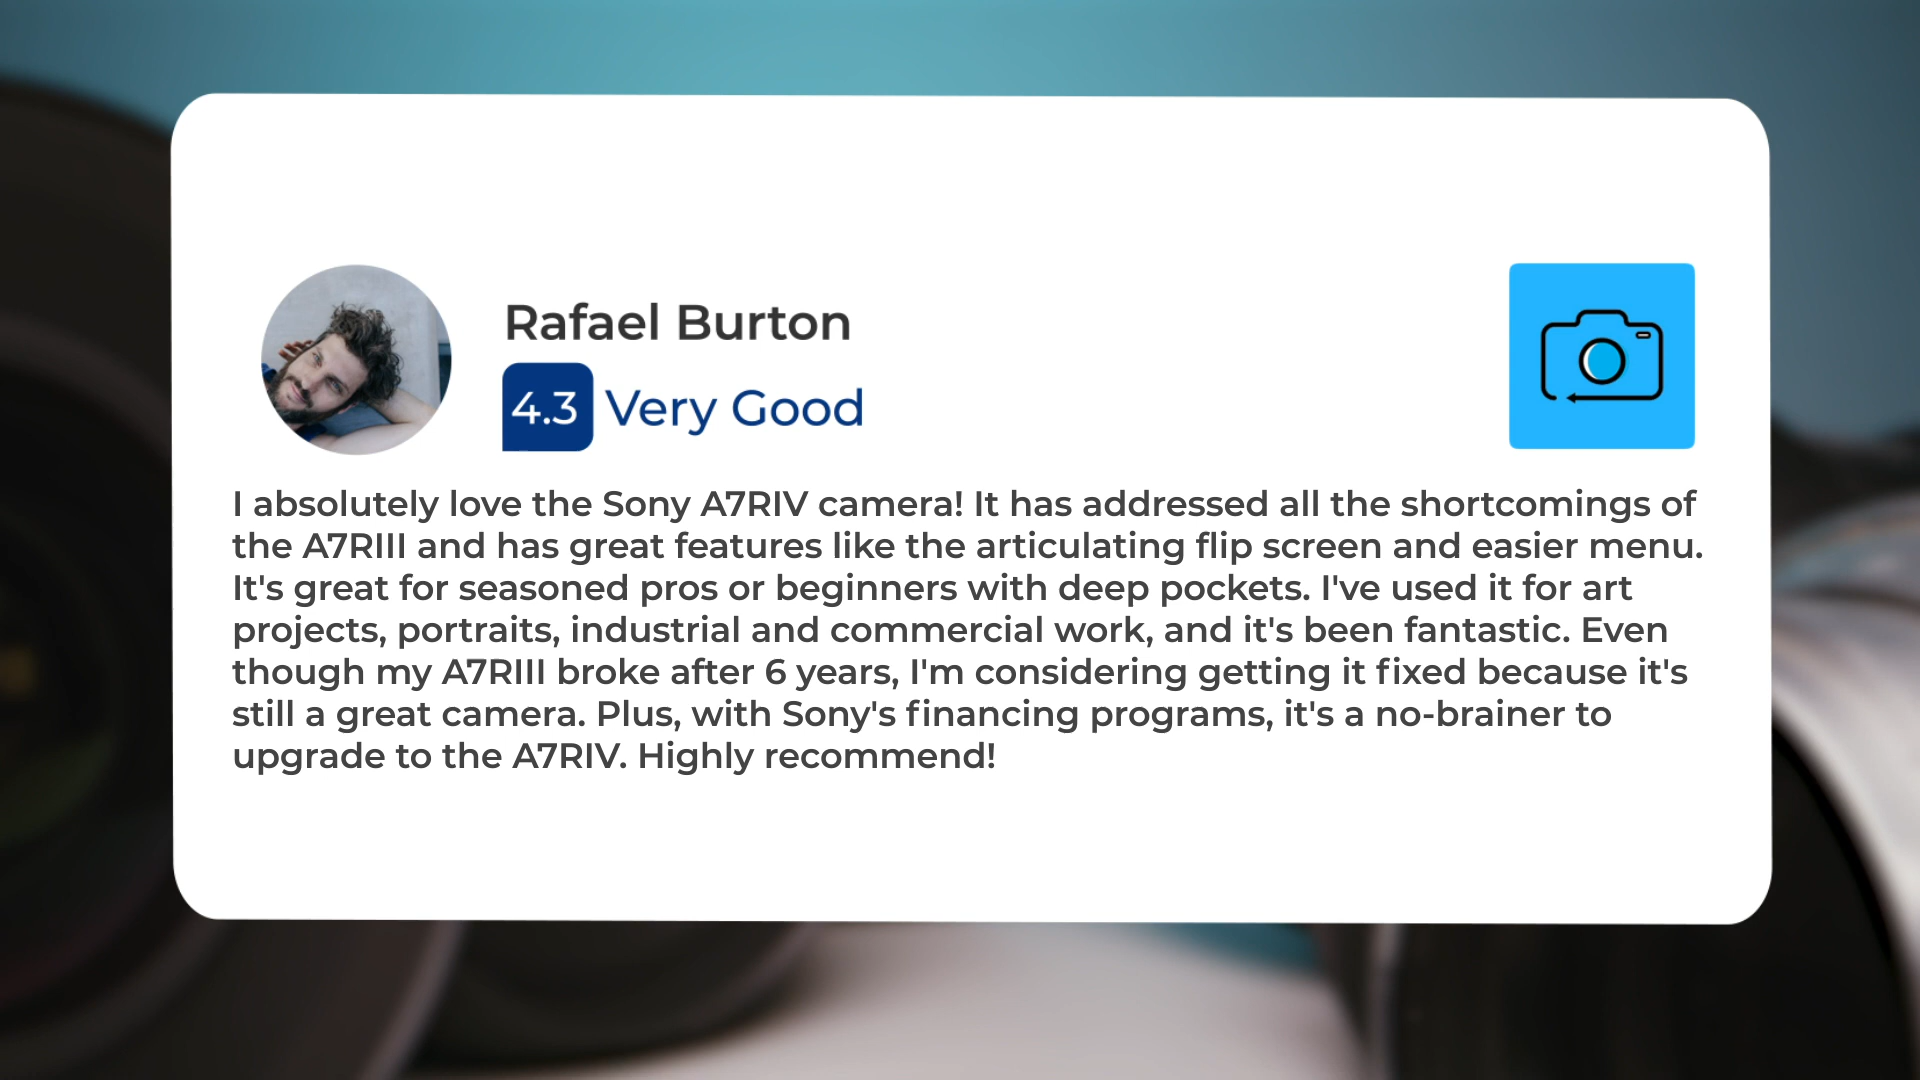 Rafael Burton
4.3 Very Good
I absolutely love the Sony A7RIV camera! It has addressed all the shortcomings of
the A7RIII and has great features like the articulating flip screen and easier menu.
It's great for seasoned pros or beginners with deep pockets. I've used it for art
projects, portraits, industrial and commercial work, and it's been fantastic. Even
though my A7RIII broke after 6 years, I'm considering getting it fixed because it's
still a great camera. Plus, with Sony's financing programs, it's a no-brainer to
upgrade to the A7RIV. Highly recommend!